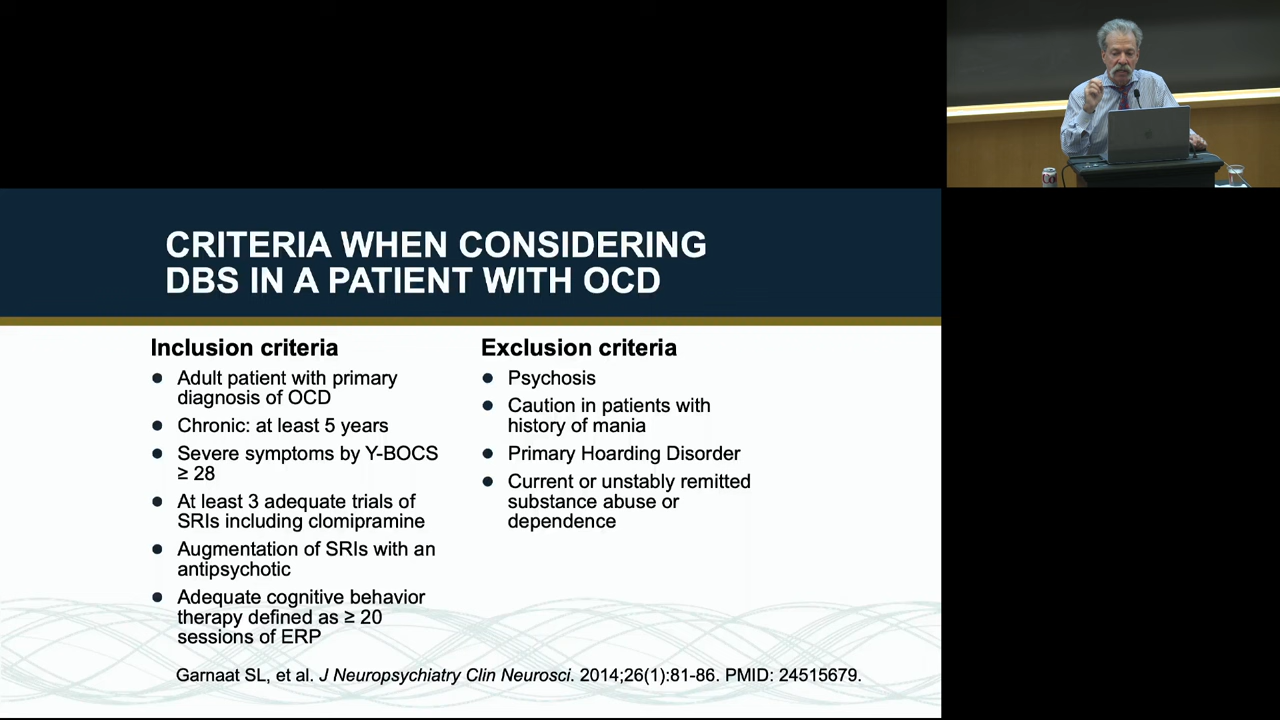 CRITERIA WHEN CONSIDERING
DBS IN A PATIENT WITH OCD
Inclusion criteria
Adult patient with primary
diagnosis of OCD
Chronic: at least 5 years
Severe symptoms by Y-BOCS
≥ 28
At least 3 adequate trials of
SRIs including clomipramine
Augmentation of SRIs with an
antipsychotic
Adequate cognitive behavior
therapy defined as ≥ 20
sessions of ERP
Exclusion criteria
Psychosis
Caution in patients with
history of mania
Primary Hoarding Disorder
Current or unstably remitted
substance abuse or
dependence
Garnaat SL, et al. J Neuropsychiatry Clin Neurosci. 2014;26(1):81-86. PMID: 24515679.